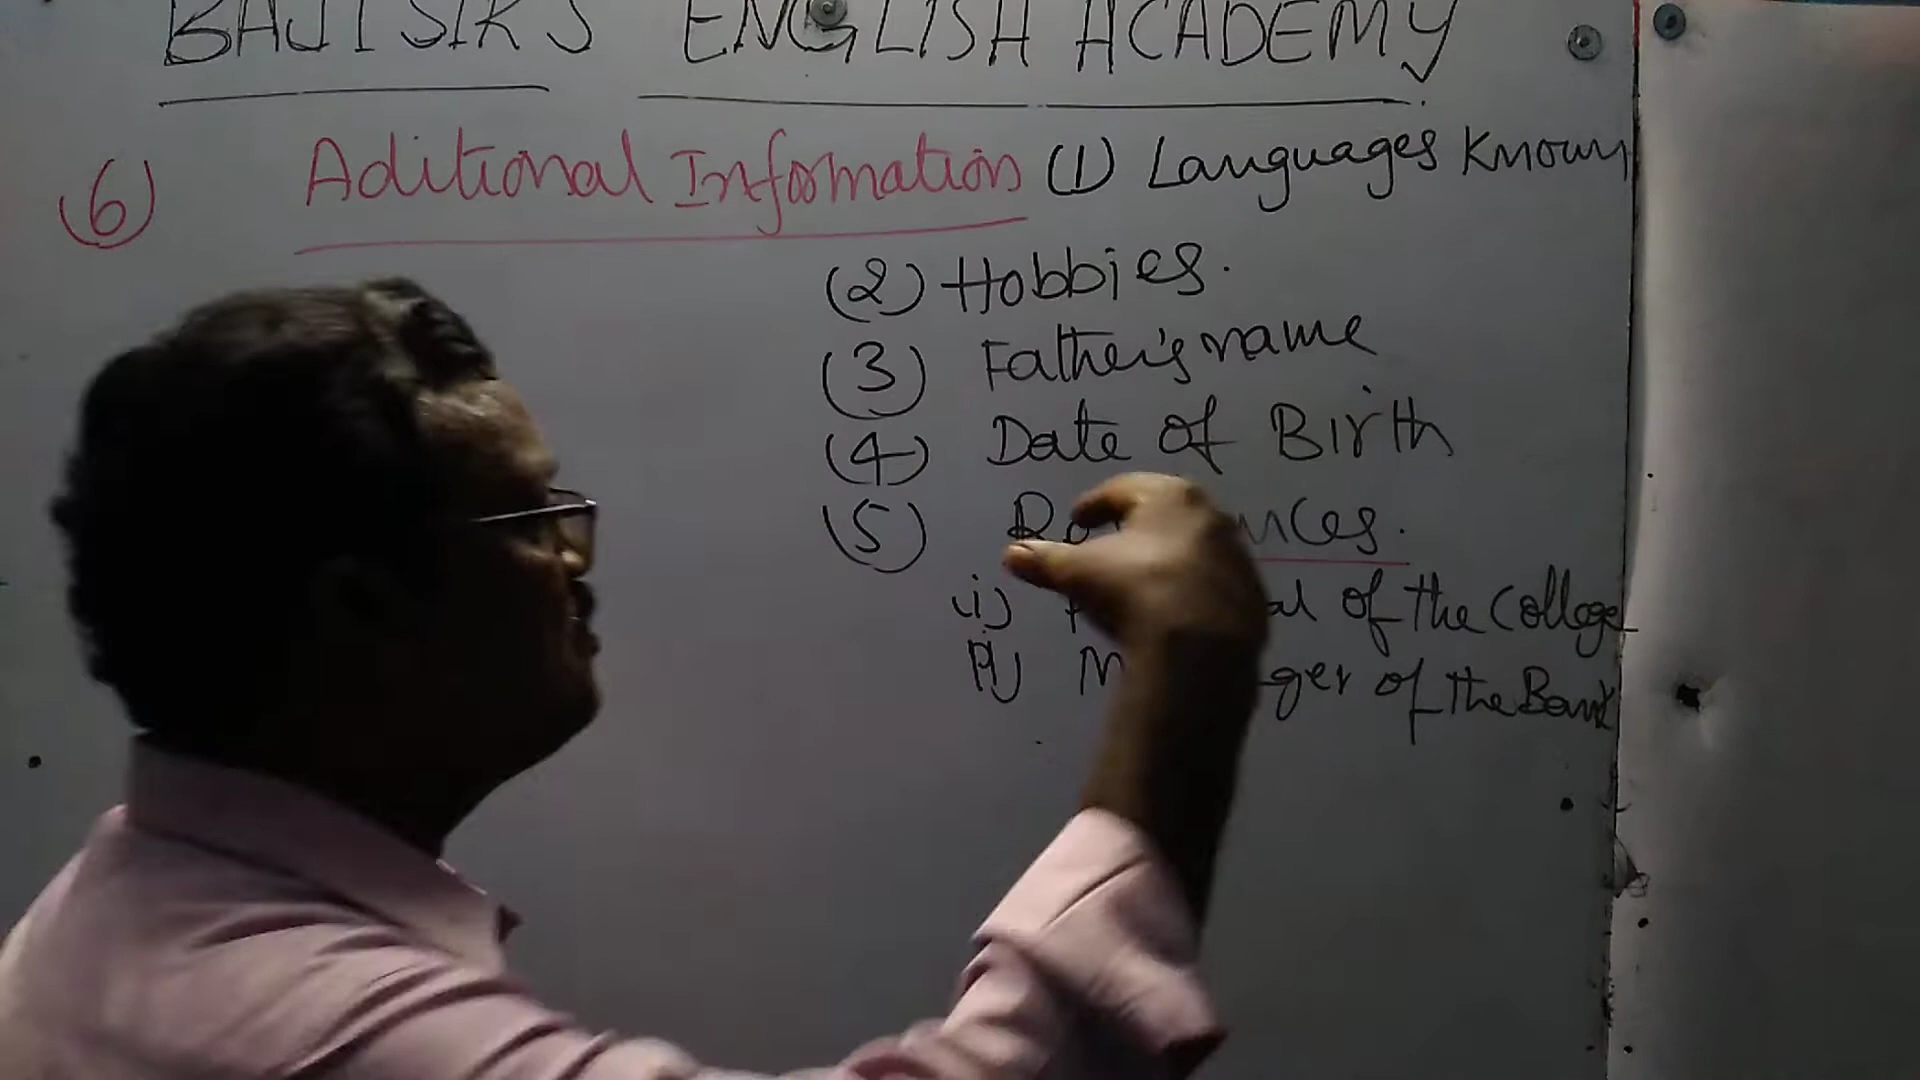 BAJI SIR'S ENGLISH ACADEMY
6) Aditional Information (1) Languages Known
(2) Hobbies.
(3) Father's name
(4) Date of Birth
(5)
(i) of the College
ii) of the Bank